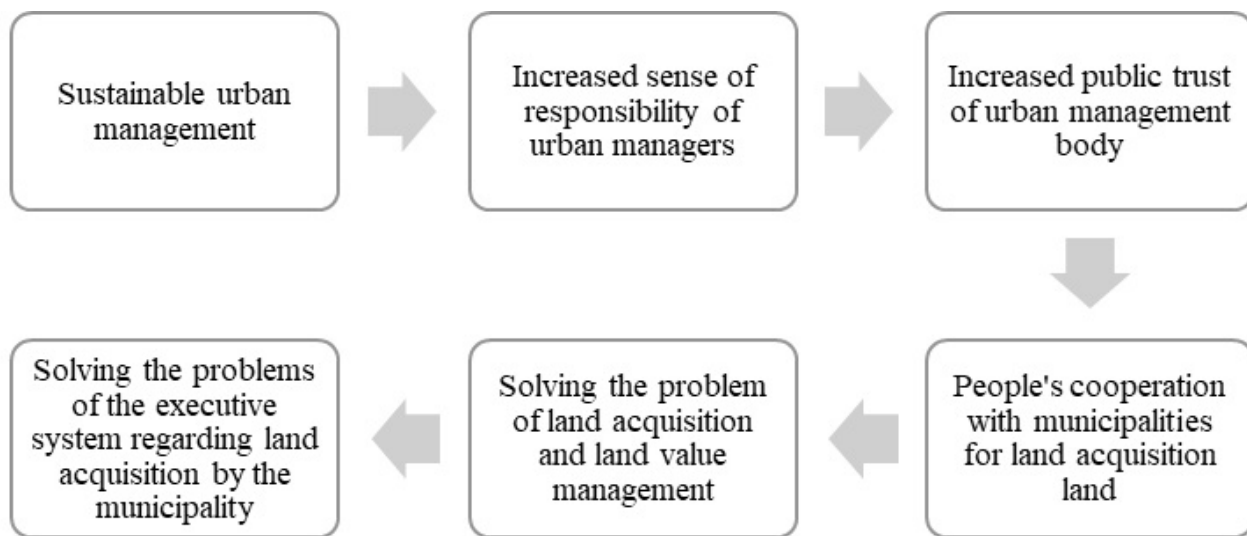 Sustainable urban
management
Increased sense of
responsibility of
urban managers
Increased public trust
of urban management
body
People's cooperation
with municipalities
for land acquisition
land
Solving the problem
of land acquisition
and land value
management
Solving the problems
of the executive
system regarding land
acquisition by the
municipality